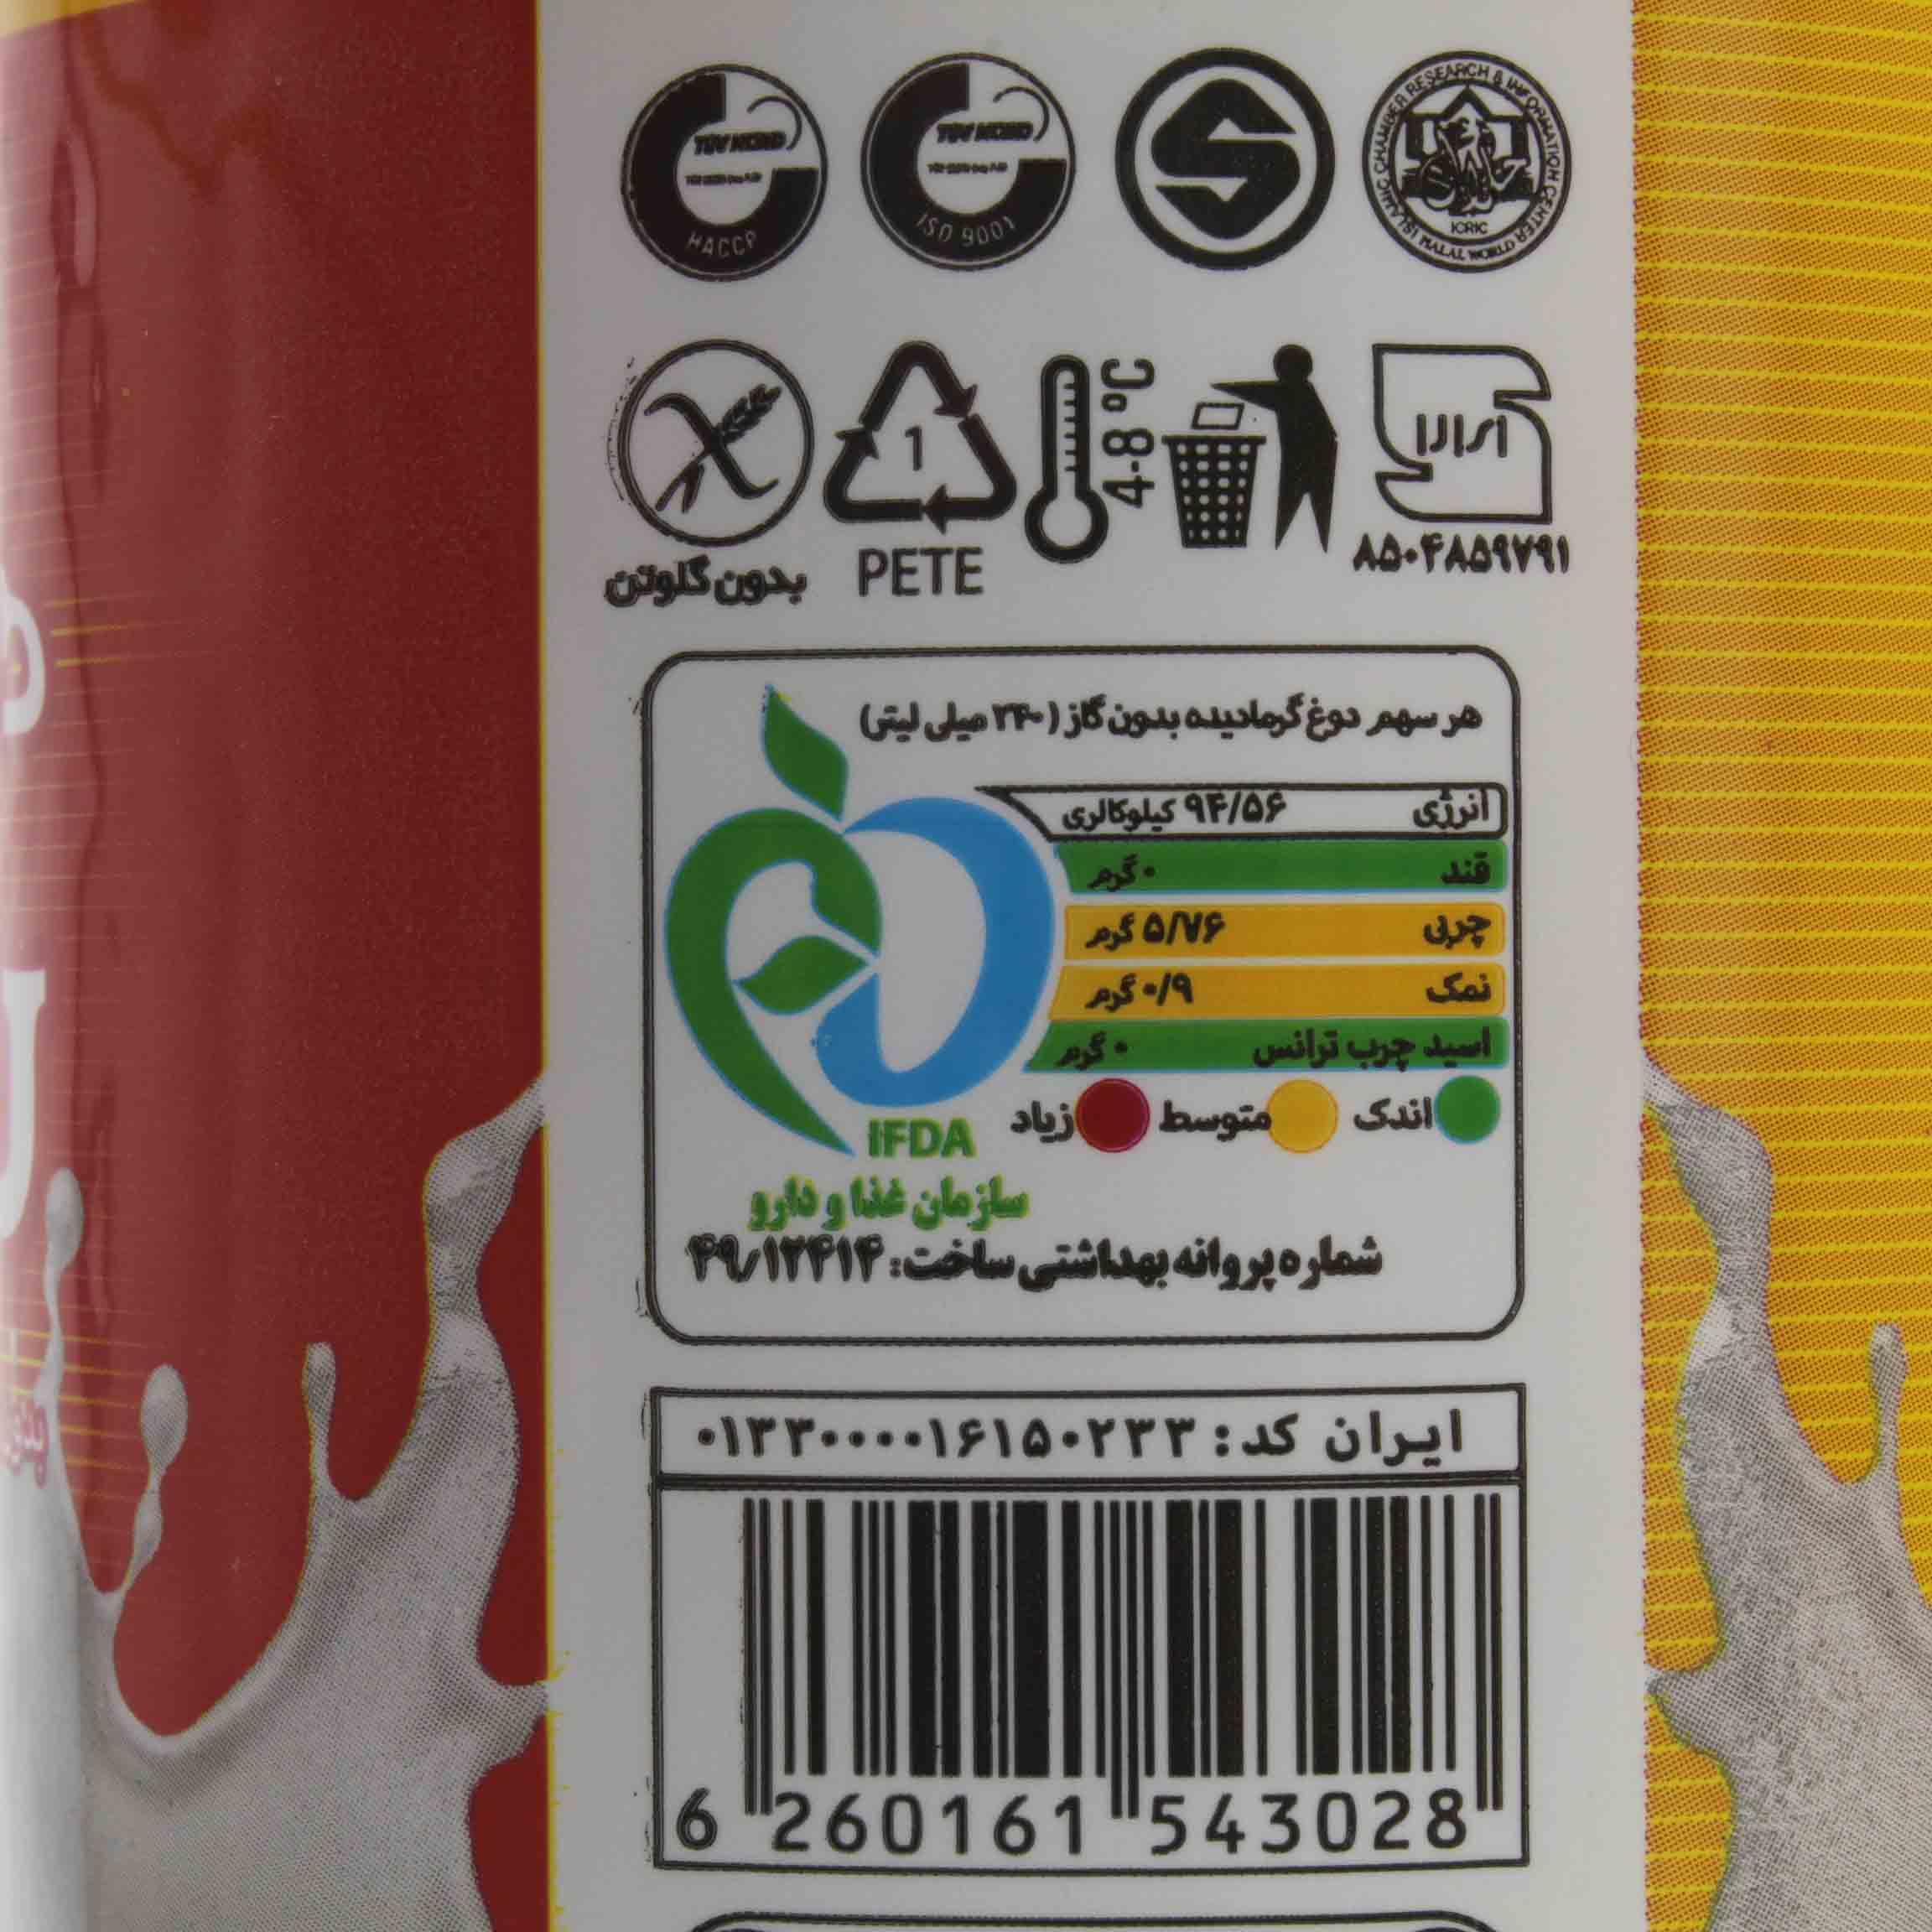 TÜV NORD
HACCP
TÜV NORD
ISO 9001
ISLAMIC CHAMBER RESEARCH & INFORMATION CENTER
HALAL WORLD
حلال
ICRIC
1
4-8 °C
ایران
بدون گلوتن
PETE
۸۵۰۴۸۵۹۷۹۱
هر سهم دوغ گرمادیده بدون گاز (۲۴۰ میلی لیتر)
انرژی ۹۴/۵۶ کیلوکالری
قند ۰ گرم
چربی ۵/۷۶ گرم
نمک ۰/۹ گرم
اسید چرب ترانس ۰ گرم
اندک متوسط زیاد
IFDA
سازمان غذا و دارو
شماره پروانه بهداشتی ساخت: ۴۹/۱۲۴۱۴
ایران کد: ۰۱۳۳۰۰۰۰۱۶۱۵۰۲۳۳
6 260161 543028